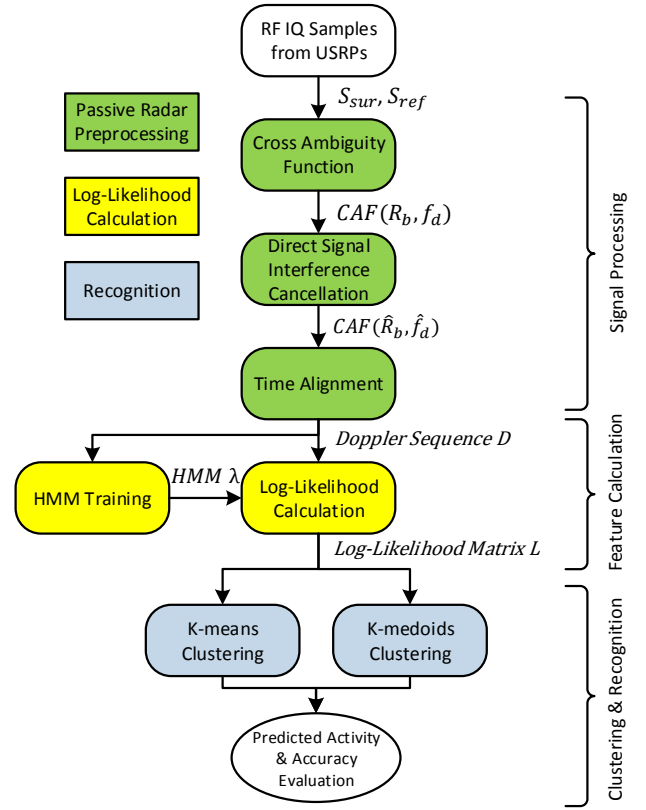 RF IQ Samples
from USRPs
S_sur, S_ref
Passive Radar
Preprocessing
Cross Ambiguity
Function
Log-Likelihood
Calculation
CAF(R_b, f_d)
Direct Signal
Interference
Cancellation
Recognition
CAF(R̂_b, f̂_d)
Time Alignment
Signal Processing
Doppler Sequence D
HMM Training
HMM λ
Log-Likelihood
Calculation
Feature Calculation
Log-Likelihood Matrix L
K-means
Clustering
K-medoids
Clustering
Clustering & Recognition
Predicted Activity
& Accuracy
Evaluation